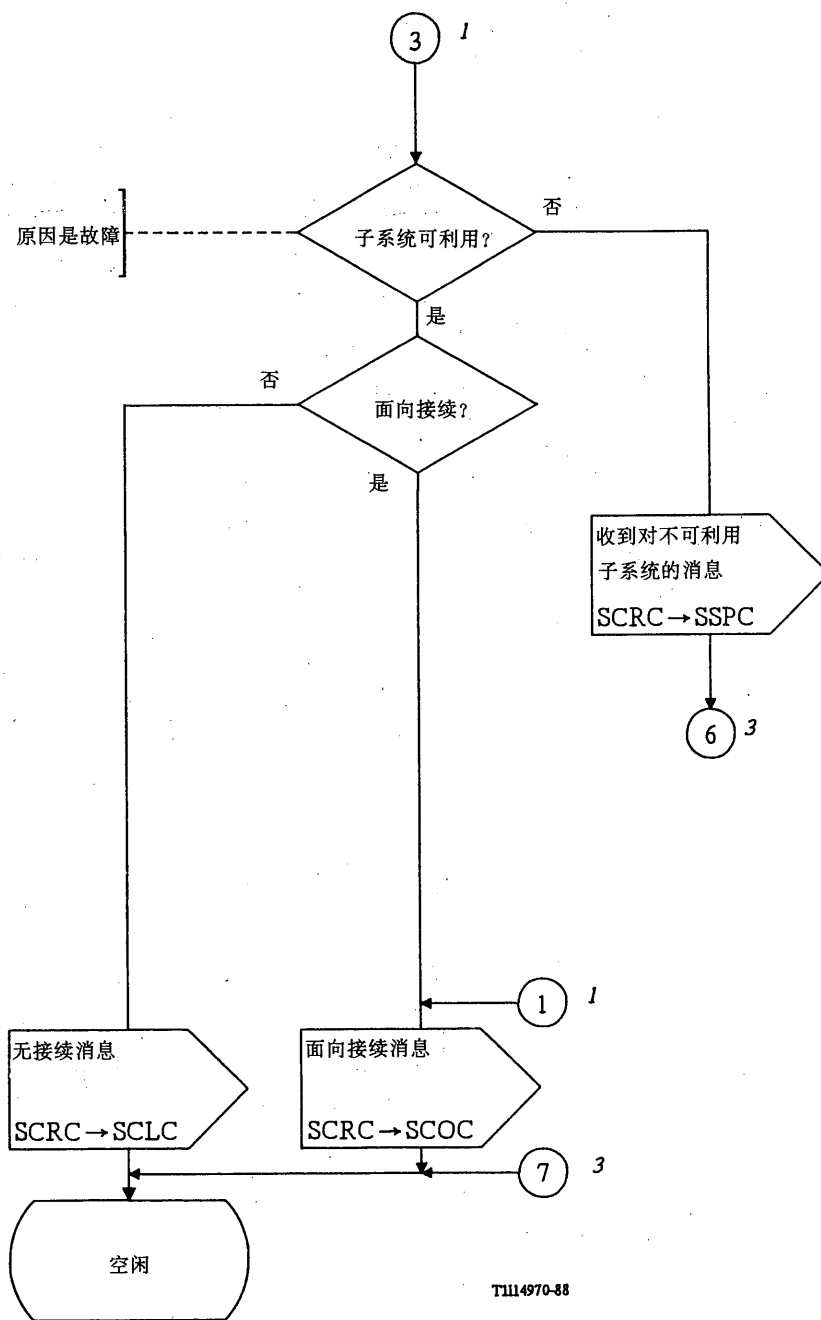 3 1
否
原因是故障
子系统可利用？
是
否
面向接续？
是
收到对不可利用
子系统的消息
SCRC→SSPC
6 3
1 1
无接续消息
SCRC→SCLC
面向接续消息
SCRC→SCOC
7 3
空闲
T1114970-88